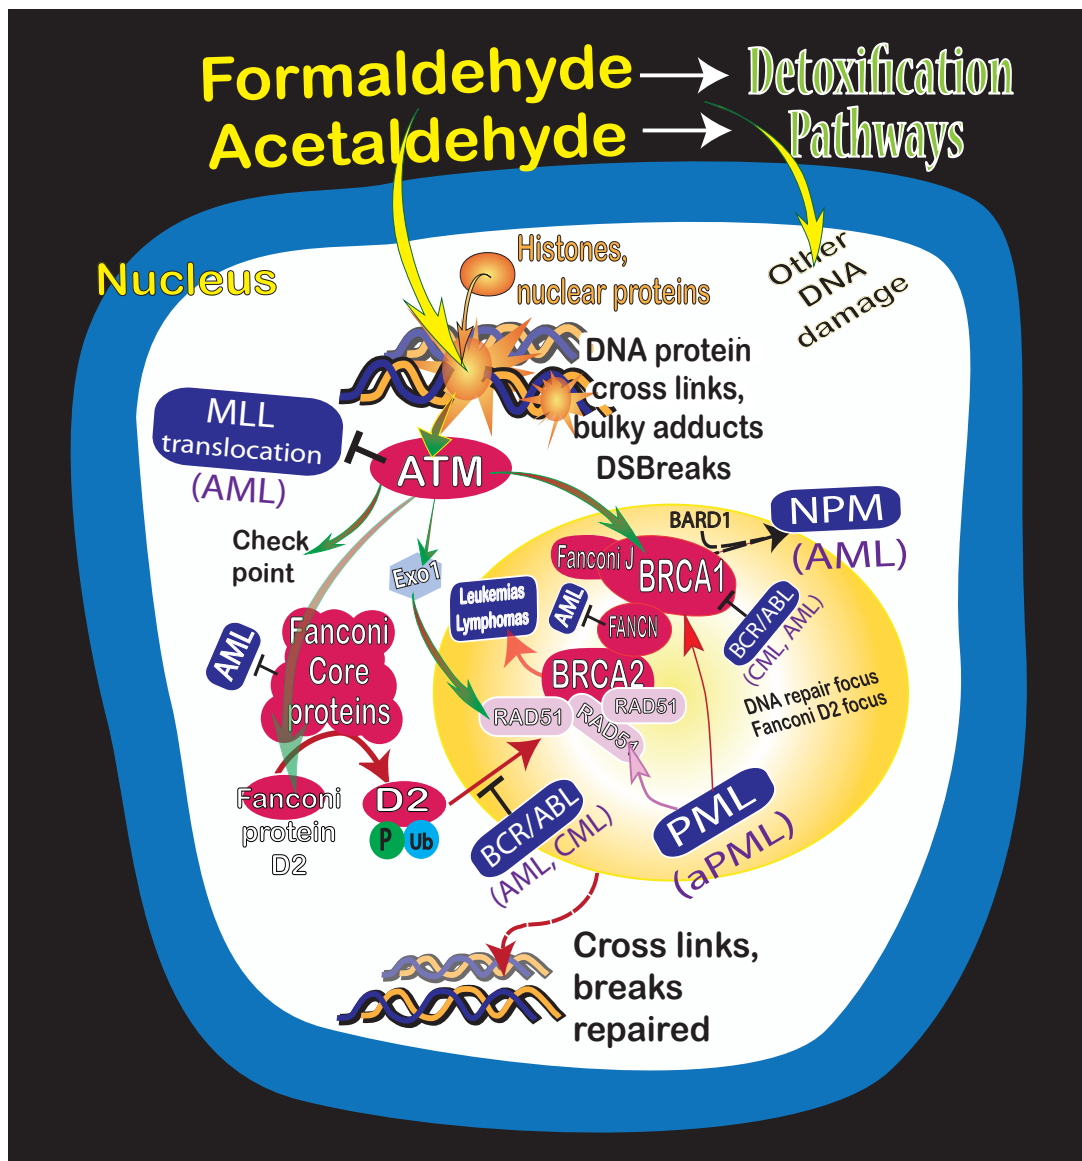 Formaldehyde
Acetaldehyde
Detoxification
Pathways
Nucleus
Histones,
nuclear proteins
Other
DNA
damage
DNA protein
cross links,
bulky adducts
DSBreaks
MLL
translocation
(AML)
ATM
Check
point
Exo1
BARD1
NPM
(AML)
Fanconi J
BRCA1
Leukemias
Lymphomas
AML
FANCN
BCR/ABL
(CML, AML)
AML
Fanconi
Core
proteins
BRCA2
RAD51
RAD51
RAD51
DNA repair focus
Fanconi D2 focus
Fanconi
protein
D2
D2
P
Ub
BCR/ABL
(AML, CML)
PML
(aPML)
Cross links,
breaks
repaired